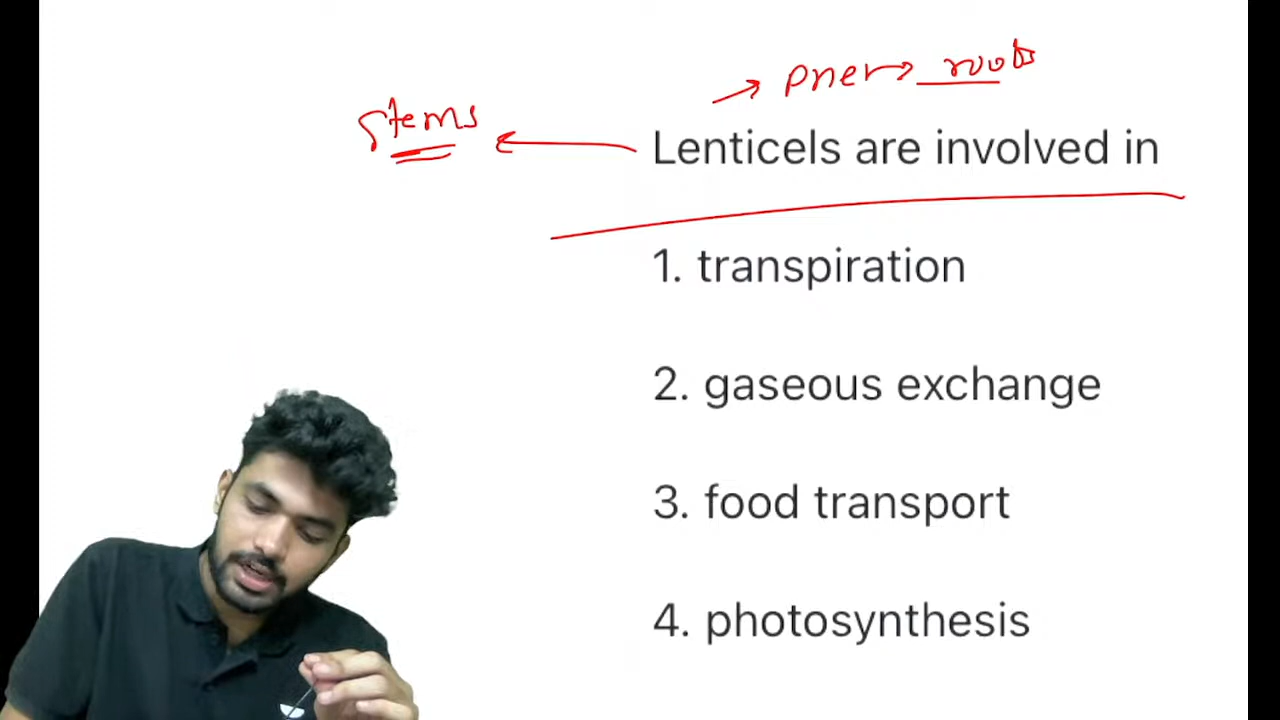 → pner → roots
stems ← Lenticels are involved in
1. transpiration
2. gaseous exchange
3. food transport
4. photosynthesis